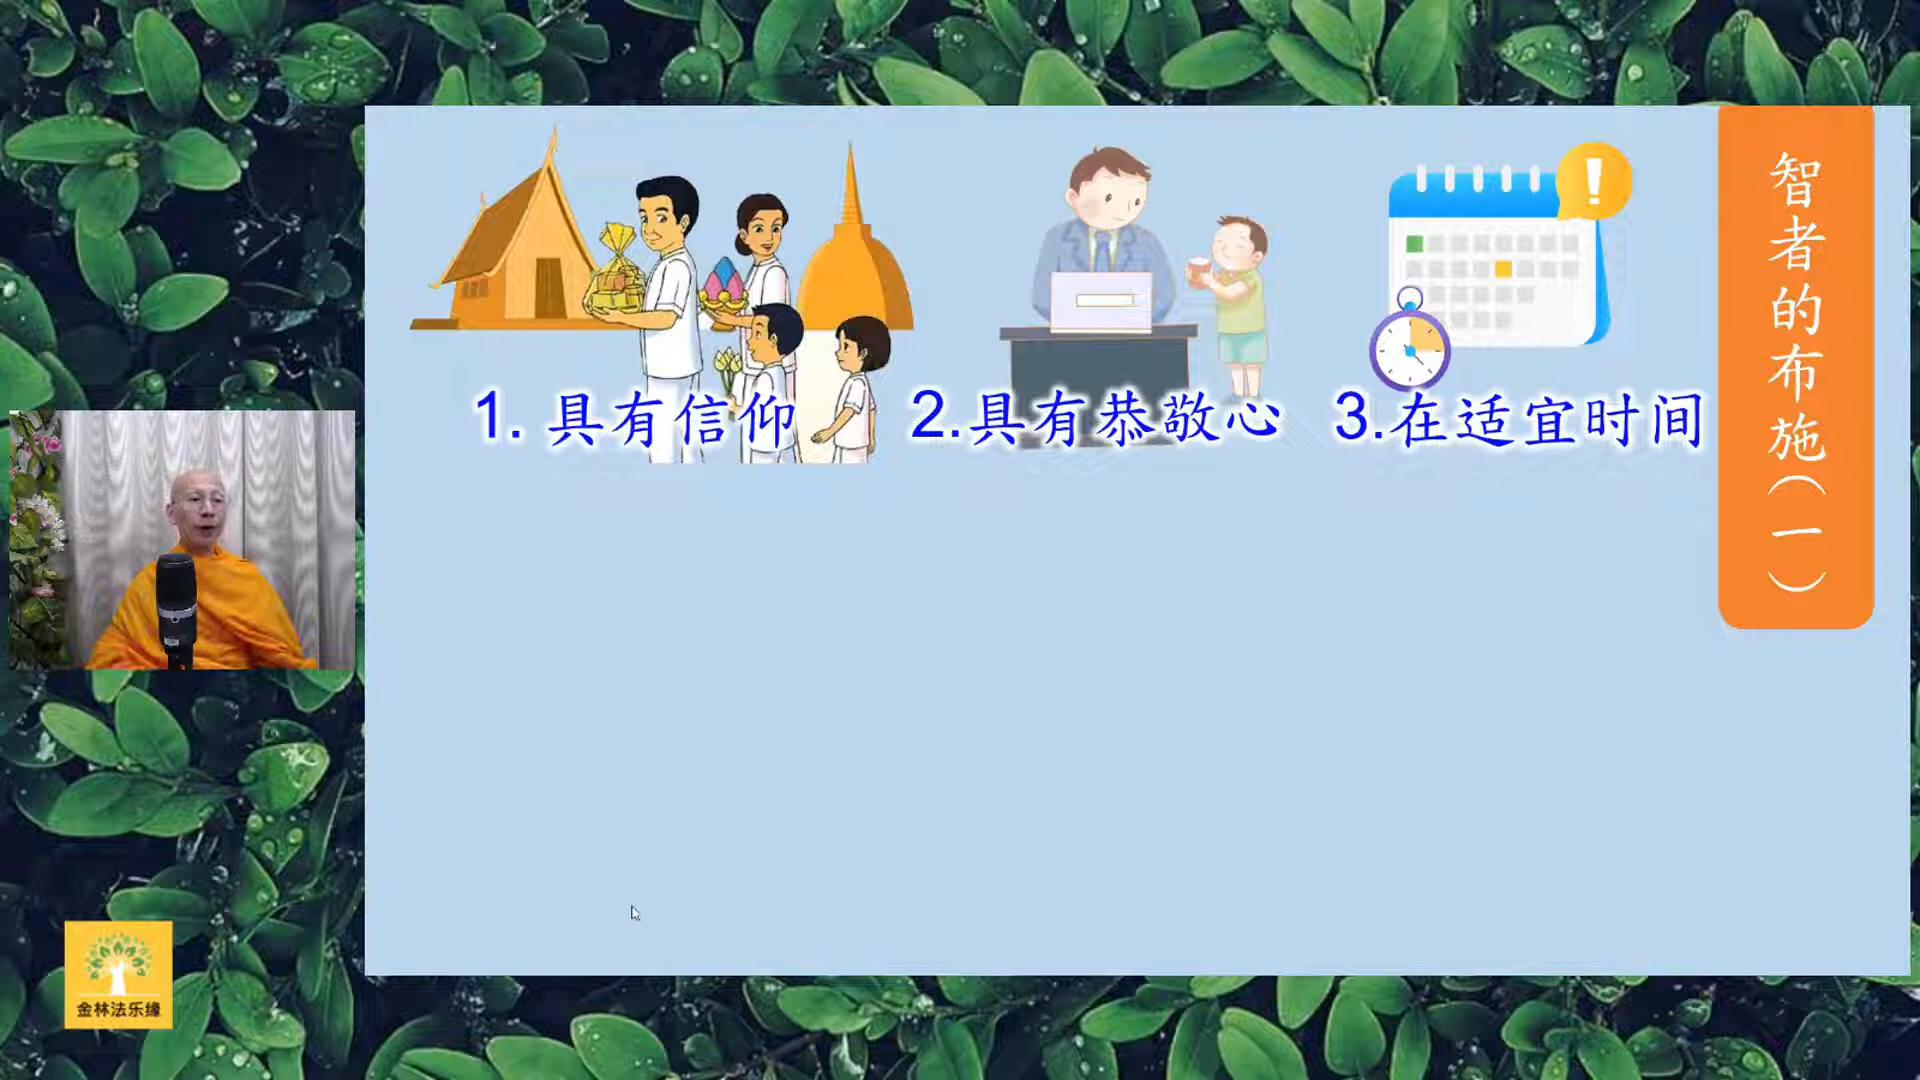 智者的布施（一）
1. 具有信仰
2.具有恭敬心
3.在适宜时间
金林法乐缘